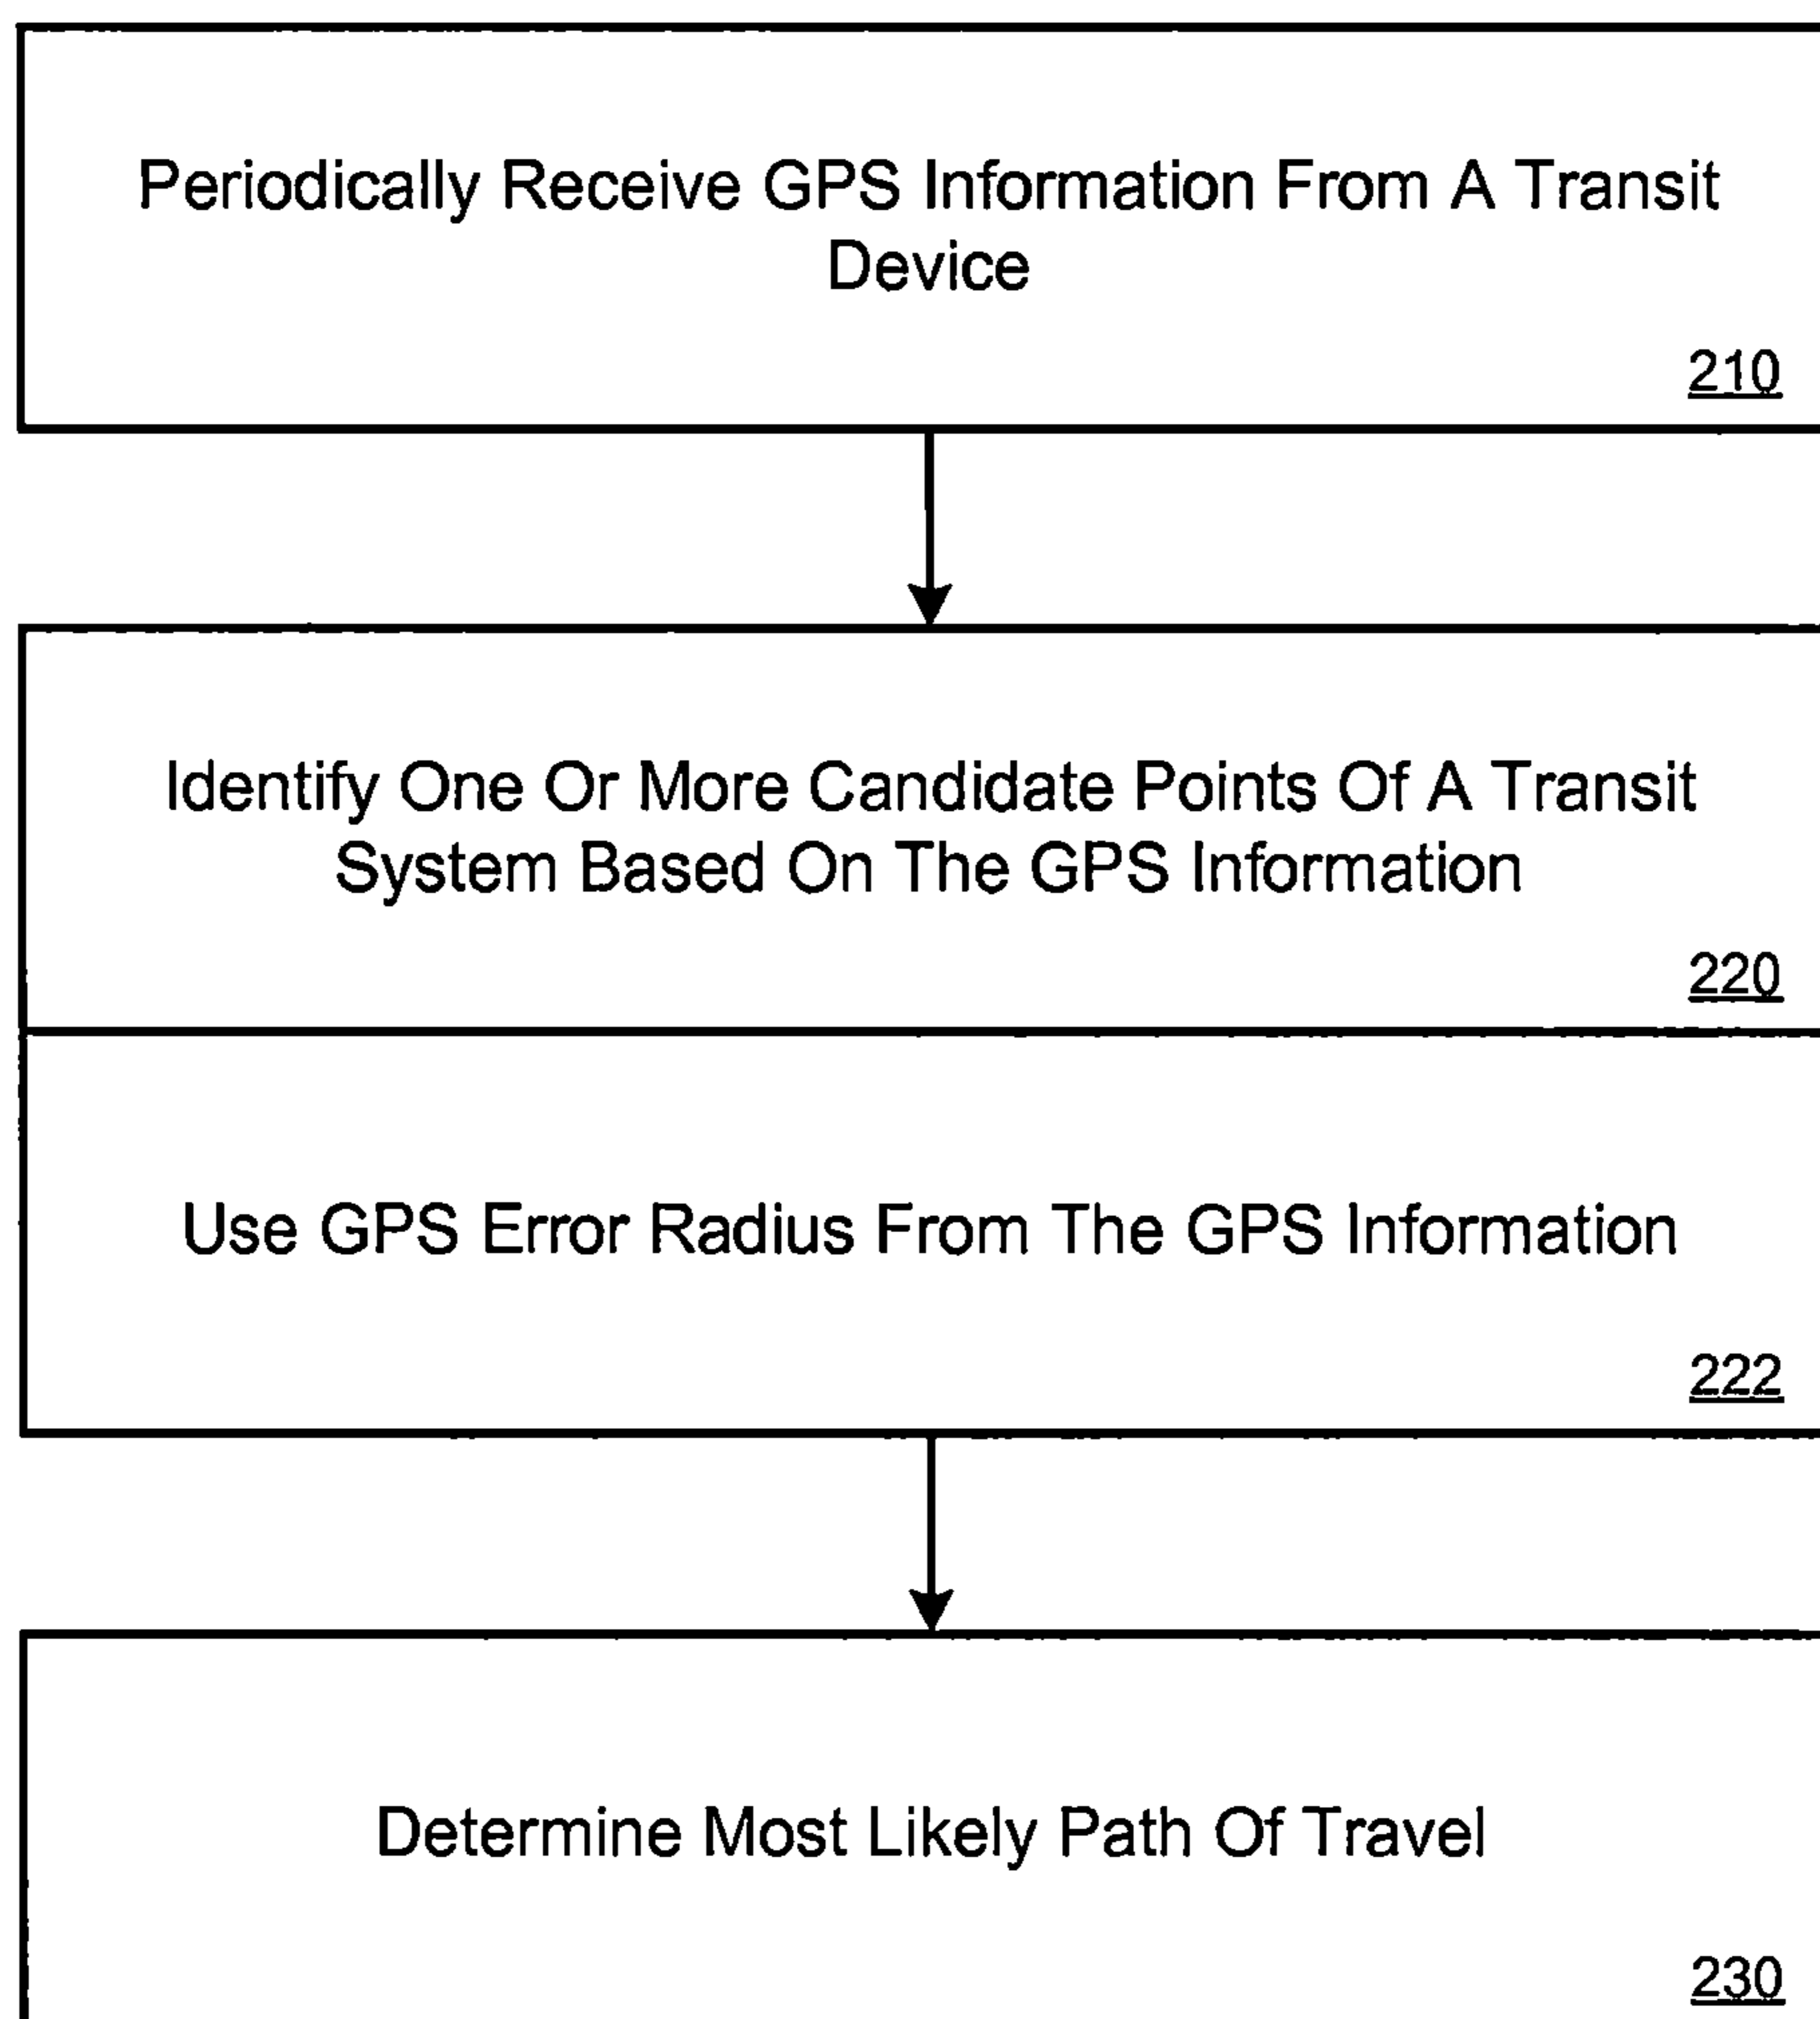 Periodically Receive GPS Information From A Transit
Device
210
Identify One Or More Candidate Points Of A Transit
System Based On The GPS Information
220
Use GPS Error Radius From The GPS Information
222
Determine Most Likely Path Of Travel
230